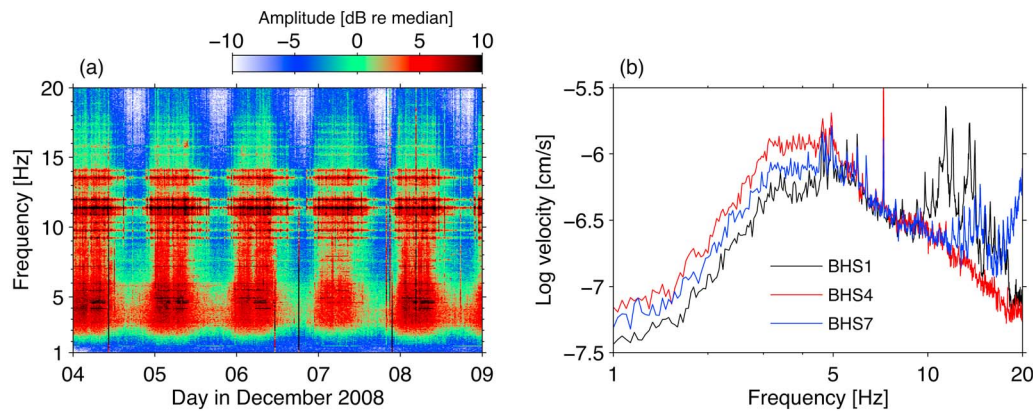 Amplitude [dB re median]
−10 −5 0 5 10
(a)
20
15
10
5
1
Frequency [Hz]
04 05 06 07 08 09
Day in December 2008
(b)
−5.5
−6
−6.5
−7
−7.5
Log velocity [cm/s]
BHS1
BHS4
BHS7
1 5 10 20
Frequency [Hz]